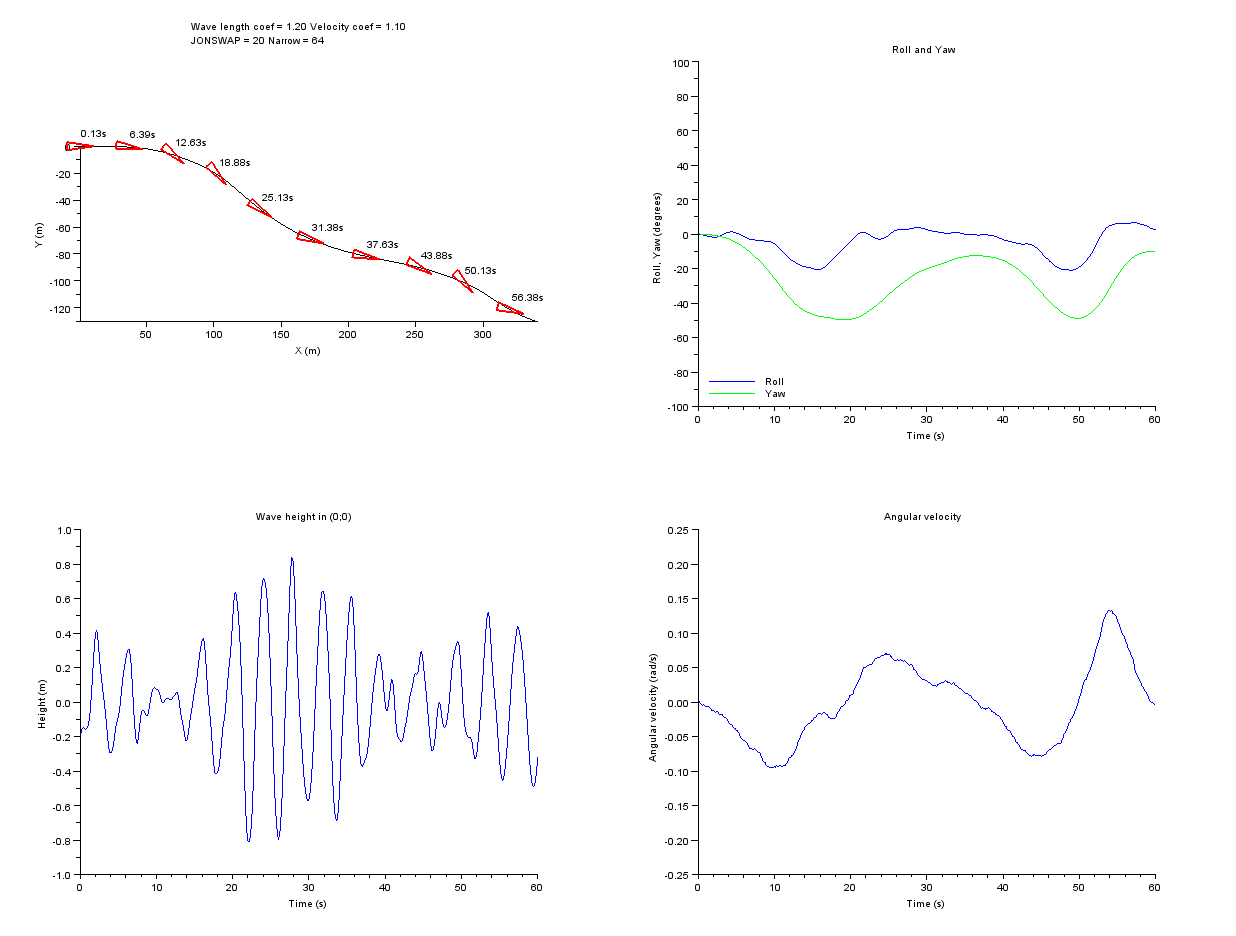 Wave length coef = 1.20 Velocity coef = 1.10
JONSWAP = 20 Narrow = 64
0.13s
6.39s
12.63s
18.88s
25.13s
31.38s
37.63s
43.88s
50.13s
56.38s
-20
-40
-60
-80
-100
-120
Y (m)
50
100
150
200
250
300
X (m)
Roll and Yaw
100
80
60
40
20
0
-20
-40
-60
-80
-100
Roll, Yaw (degrees)
Roll
Yaw
0
10
20
30
40
50
60
Time (s)
Wave height in (0;0)
1.0
0.8
0.6
0.4
0.2
0.0
-0.2
-0.4
-0.6
-0.8
-1.0
Height (m)
0
10
20
30
40
50
60
Time (s)
Angular velocity
0.25
0.20
0.15
0.10
0.05
0.00
-0.05
-0.10
-0.15
-0.20
-0.25
Angular velocity (rad/s)
0
10
20
30
40
50
60
Time (s)